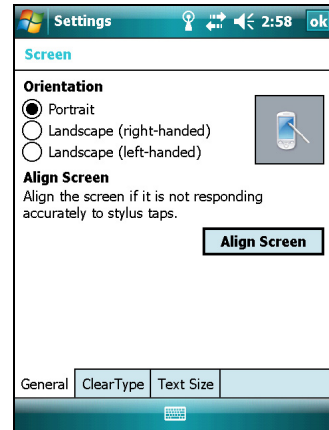 Settings 2:58 ok
Screen
Orientation
Portrait
Landscape (right-handed)
Landscape (left-handed)
Align Screen
Align the screen if it is not responding
accurately to stylus taps.
Align Screen
General ClearType Text Size